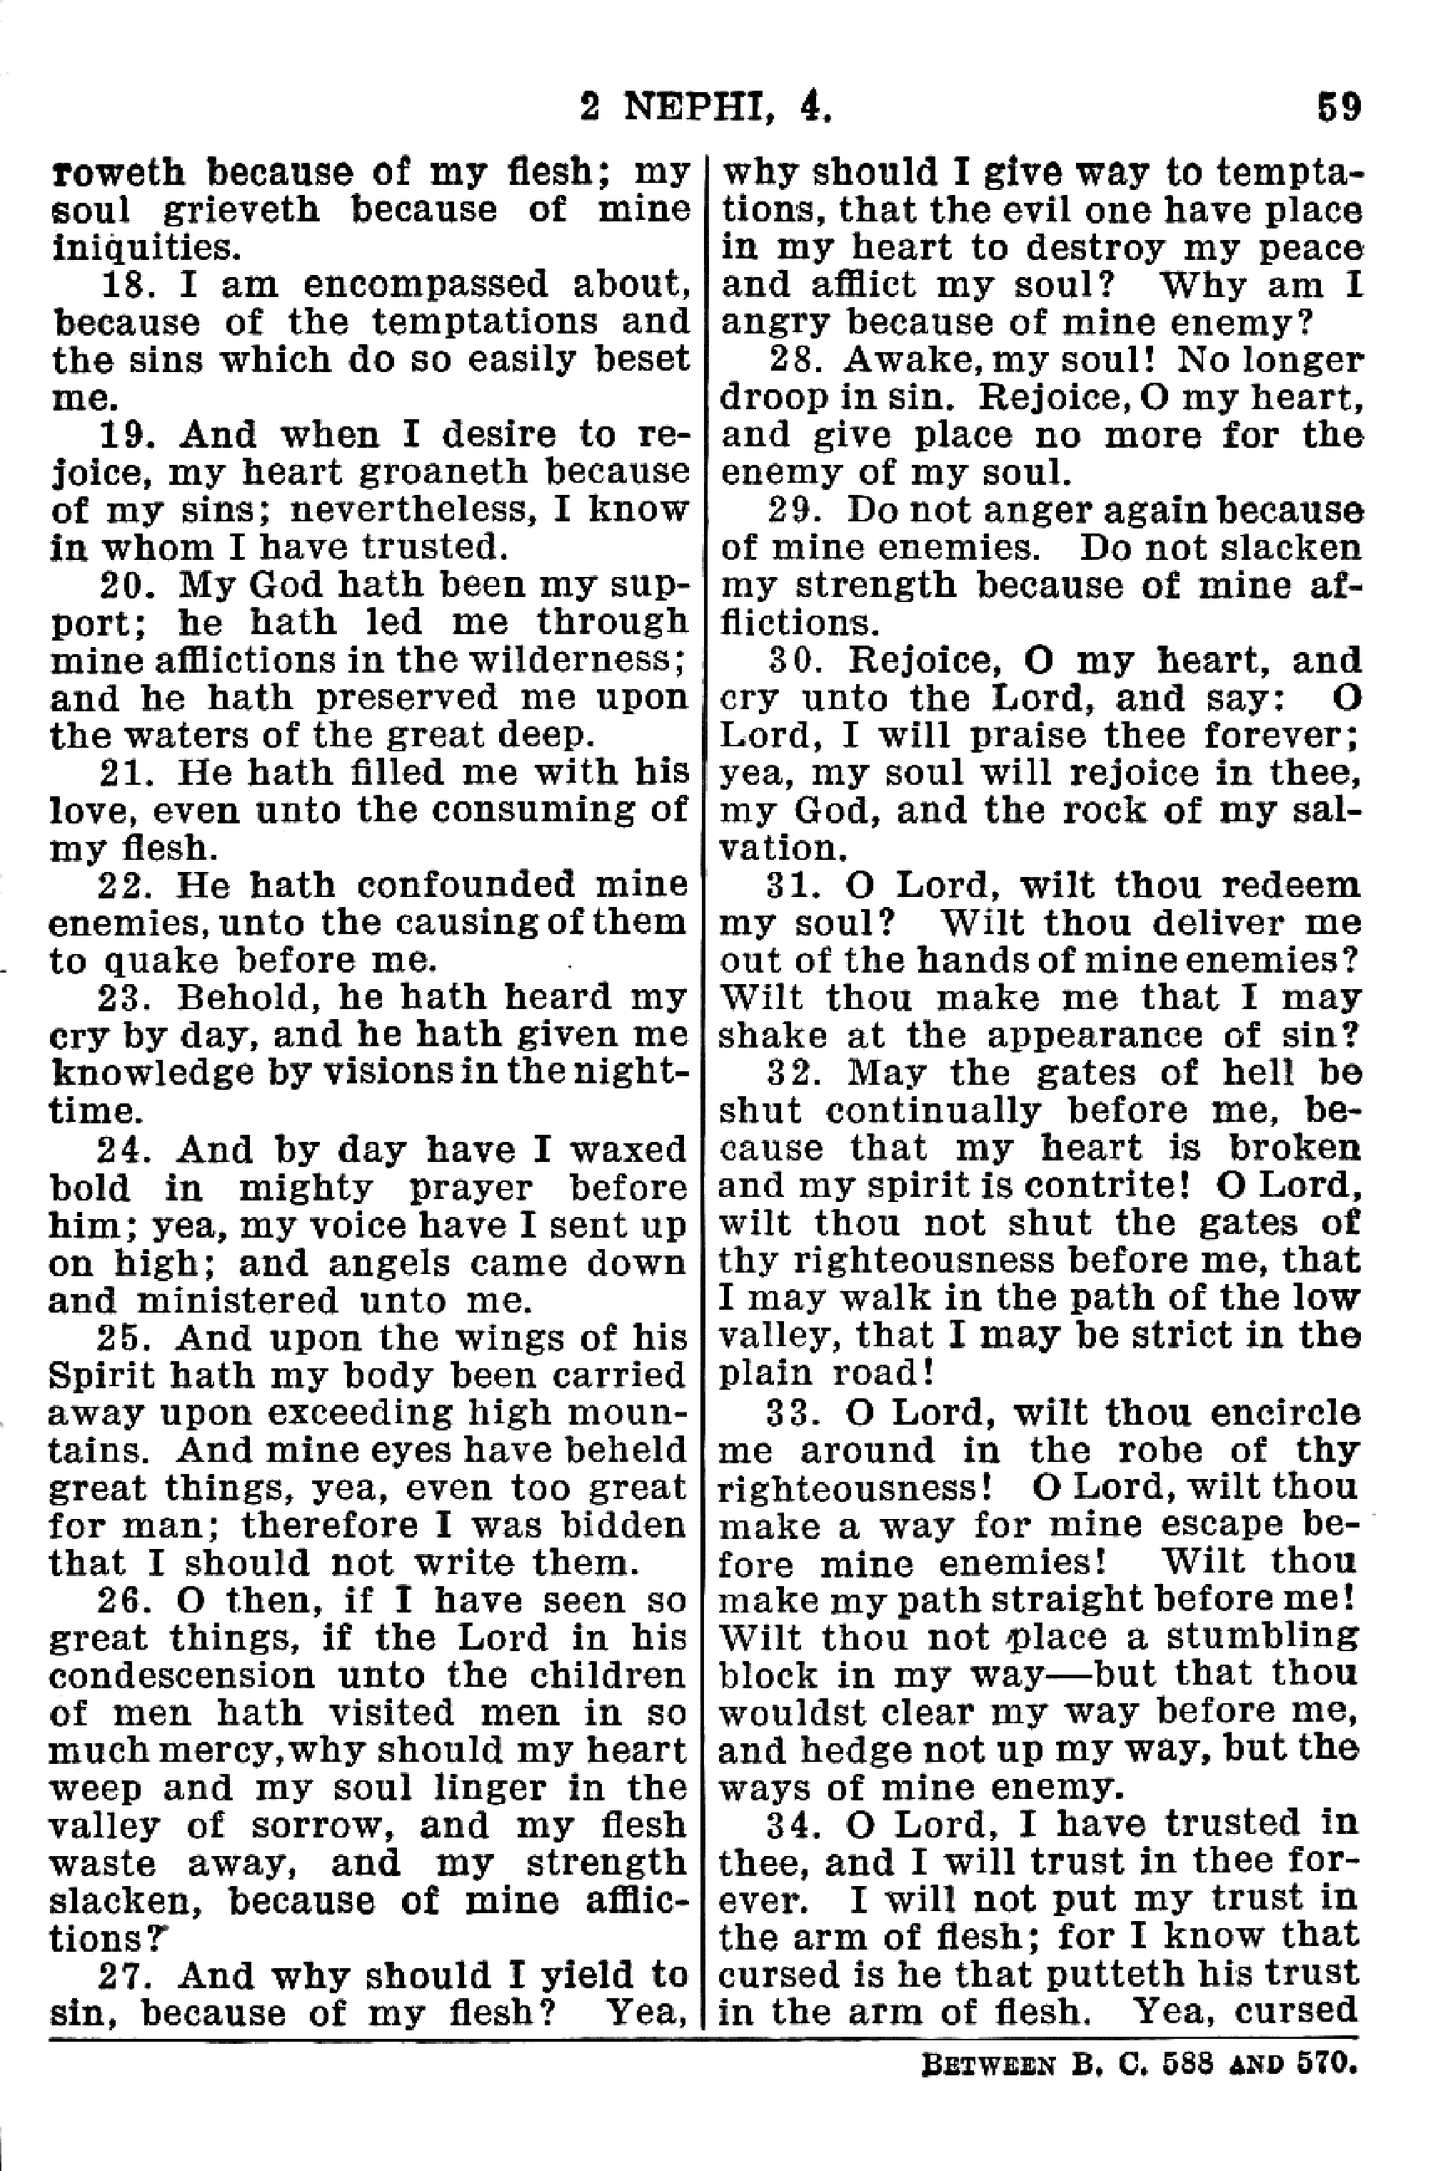 2 NEPHI, 4.
59
roweth because of my flesh; my
soul grieveth because of mine
iniquities.
18. I am encompassed about,
because of the temptations and
the sins which do so easily beset
me.
19. And when I desire to re-
joice, my heart groaneth because
of my sins; nevertheless, I know
in whom I have trusted.
20. My God hath been my sup-
port; he hath led me through
mine afflictions in the wilderness;
and he hath preserved me upon
the waters of the great deep.
21. He hath filled me with his
love, even unto the consuming of
my flesh.
22. He hath confounded mine
enemies, unto the causing of them
to quake before me.
23. Behold, he hath heard my
cry by day, and he hath given me
knowledge by visions in the night-
time.
24. And by day have I waxed
bold in mighty prayer before
him; yea, my voice have I sent up
on high; and angels came down
and ministered unto me.
25. And upon the wings of his
Spirit hath my body been carried
away upon exceeding high moun-
tains. And mine eyes have beheld
great things, yea, even too great
for man; therefore I was bidden
that I should not write them.
26. O then, if I have seen so
great things, if the Lord in his
condescension unto the children
of men hath visited men in so
much mercy, why should my heart
weep and my soul linger in the
valley of sorrow, and my flesh
waste away, and my strength
slacken, because of mine afflic-
tions?
27. And why should I yield to
sin, because of my flesh? Yea,
why should I give way to tempta-
tions, that the evil one have place
in my heart to destroy my peace
and afflict my soul? Why am I
angry because of mine enemy?
28. Awake, my soul! No longer
droop in sin. Rejoice, O my heart,
and give place no more for the
enemy of my soul.
29. Do not anger again because
of mine enemies. Do not slacken
my strength because of mine af-
flictions.
30. Rejoice, O my heart, and
cry unto the Lord, and say: O
Lord, I will praise thee forever;
yea, my soul will rejoice in thee,
my God, and the rock of my sal-
vation.
31. O Lord, wilt thou redeem
my soul? Wilt thou deliver me
out of the hands of mine enemies?
Wilt thou make me that I may
shake at the appearance of sin?
32. May the gates of hell be
shut continually before me, be-
cause that my heart is broken
and my spirit is contrite! O Lord,
wilt thou not shut the gates of
thy righteousness before me, that
I may walk in the path of the low
valley, that I may be strict in the
plain road!
33. O Lord, wilt thou encircle
me around in the robe of thy
righteousness! O Lord, wilt thou
make a way for mine escape be-
fore mine enemies! Wilt thou
make my path straight before me!
Wilt thou not place a stumbling
block in my way—but that thou
wouldst clear my way before me,
and hedge not up my way, but the
ways of mine enemy.
34. O Lord, I have trusted in
thee, and I will trust in thee for-
ever. I will not put my trust in
the arm of flesh; for I know that
cursed is he that putteth his trust
in the arm of flesh. Yea, cursed
BETWEEN B. C. 588 AND 570.